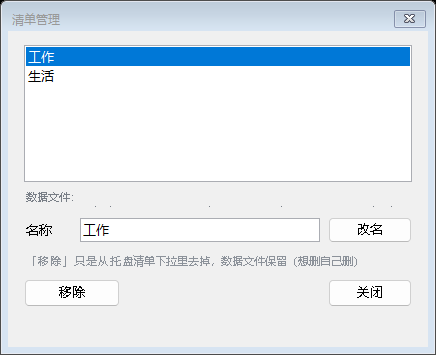 清单管理
工作
生活
数据文件:
名称 工作 改名
「移除」只是从托盘清单下拉里去掉，数据文件保留（想删自己删）
移除 关闭